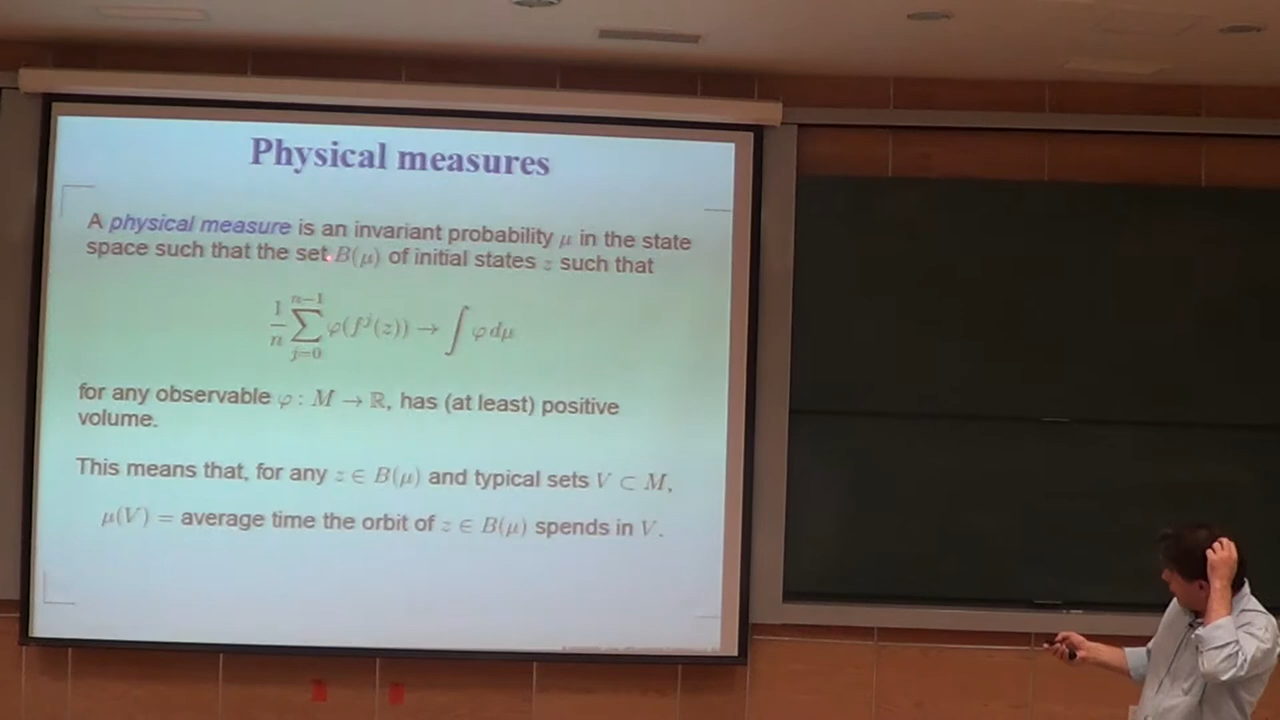 Physical measures
A physical measure is an invariant probability μ in the state
space such that the set B(μ) of initial states z such that
1/n ∑_{j=0}^{n−1} φ(f^j(z)) → ∫ φ dμ
for any observable φ : M → ℝ, has (at least) positive
volume.
This means that, for any z ∈ B(μ) and typical sets V ⊂ M,
μ(V) = average time the orbit of z ∈ B(μ) spends in V.